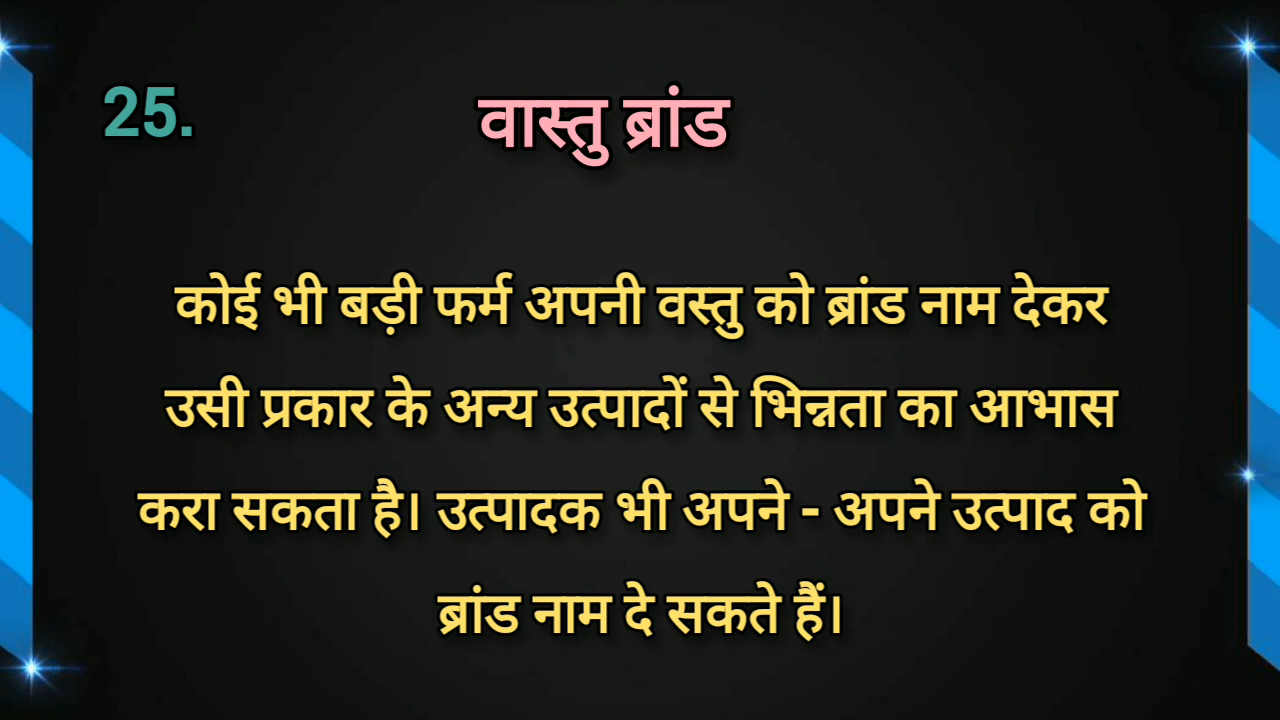 25.
वास्तु ब्रांड
कोई भी बड़ी फर्म अपनी वस्तु को ब्रांड नाम देकर
उसी प्रकार के अन्य उत्पादों से भिन्नता का आभास
करा सकता है। उत्पादक भी अपने - अपने उत्पाद को
ब्रांड नाम दे सकते हैं।